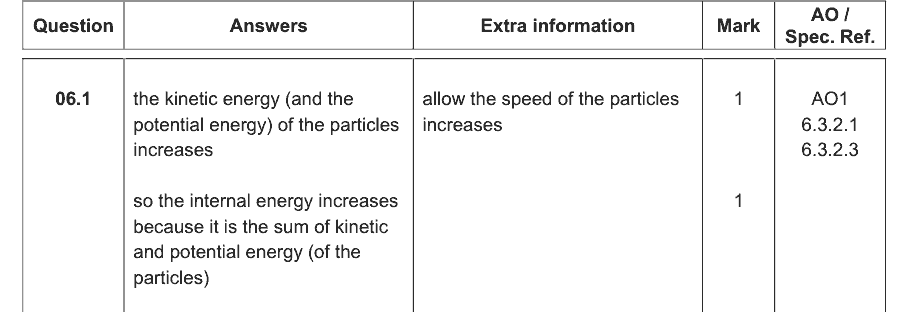 Question Answers Extra information Mark AO /
Spec. Ref.
06.1 the kinetic energy (and the allow the speed of the particles 1 AO1
potential energy) of the particles increases 6.3.2.1
increases 6.3.2.3
so the internal energy increases 1
because it is the sum of kinetic
and potential energy (of the
particles)